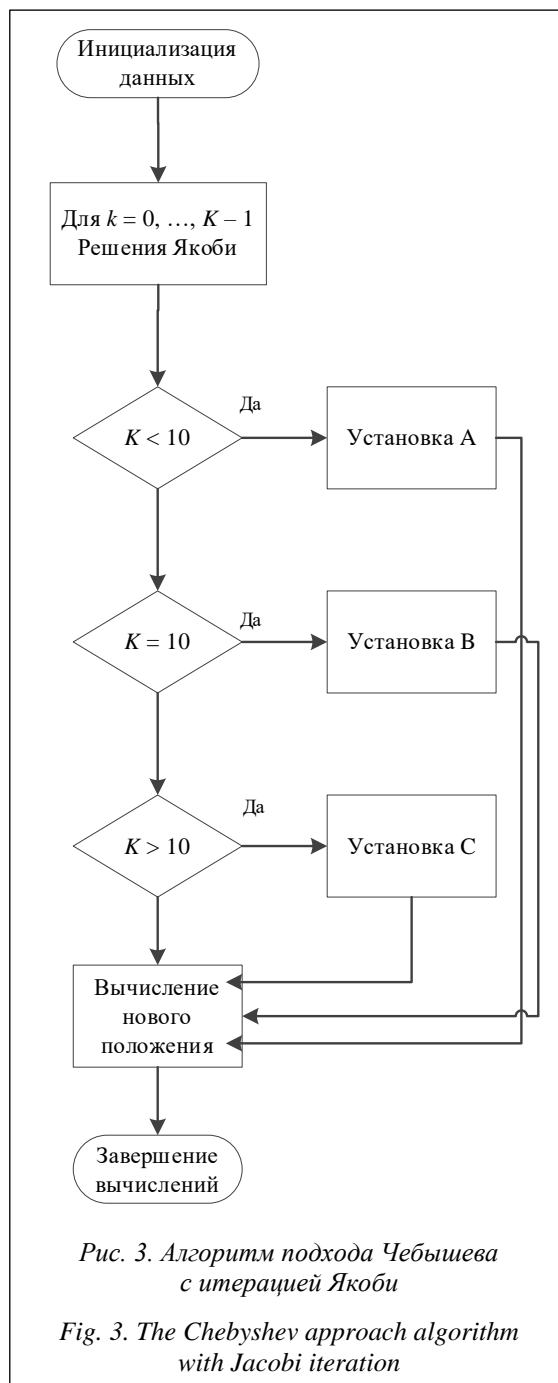 Инициализация
данных
Для k = 0, …, K – 1
Решения Якоби
Да
K < 10
Установка A
Да
K = 10
Установка B
Да
K > 10
Установка C
Вычисление
нового
положения
Завершение
вычислений
Рис. 3. Алгоритм подхода Чебышева
с итерацией Якоби
Fig. 3. The Chebyshev approach algorithm
with Jacobi iteration